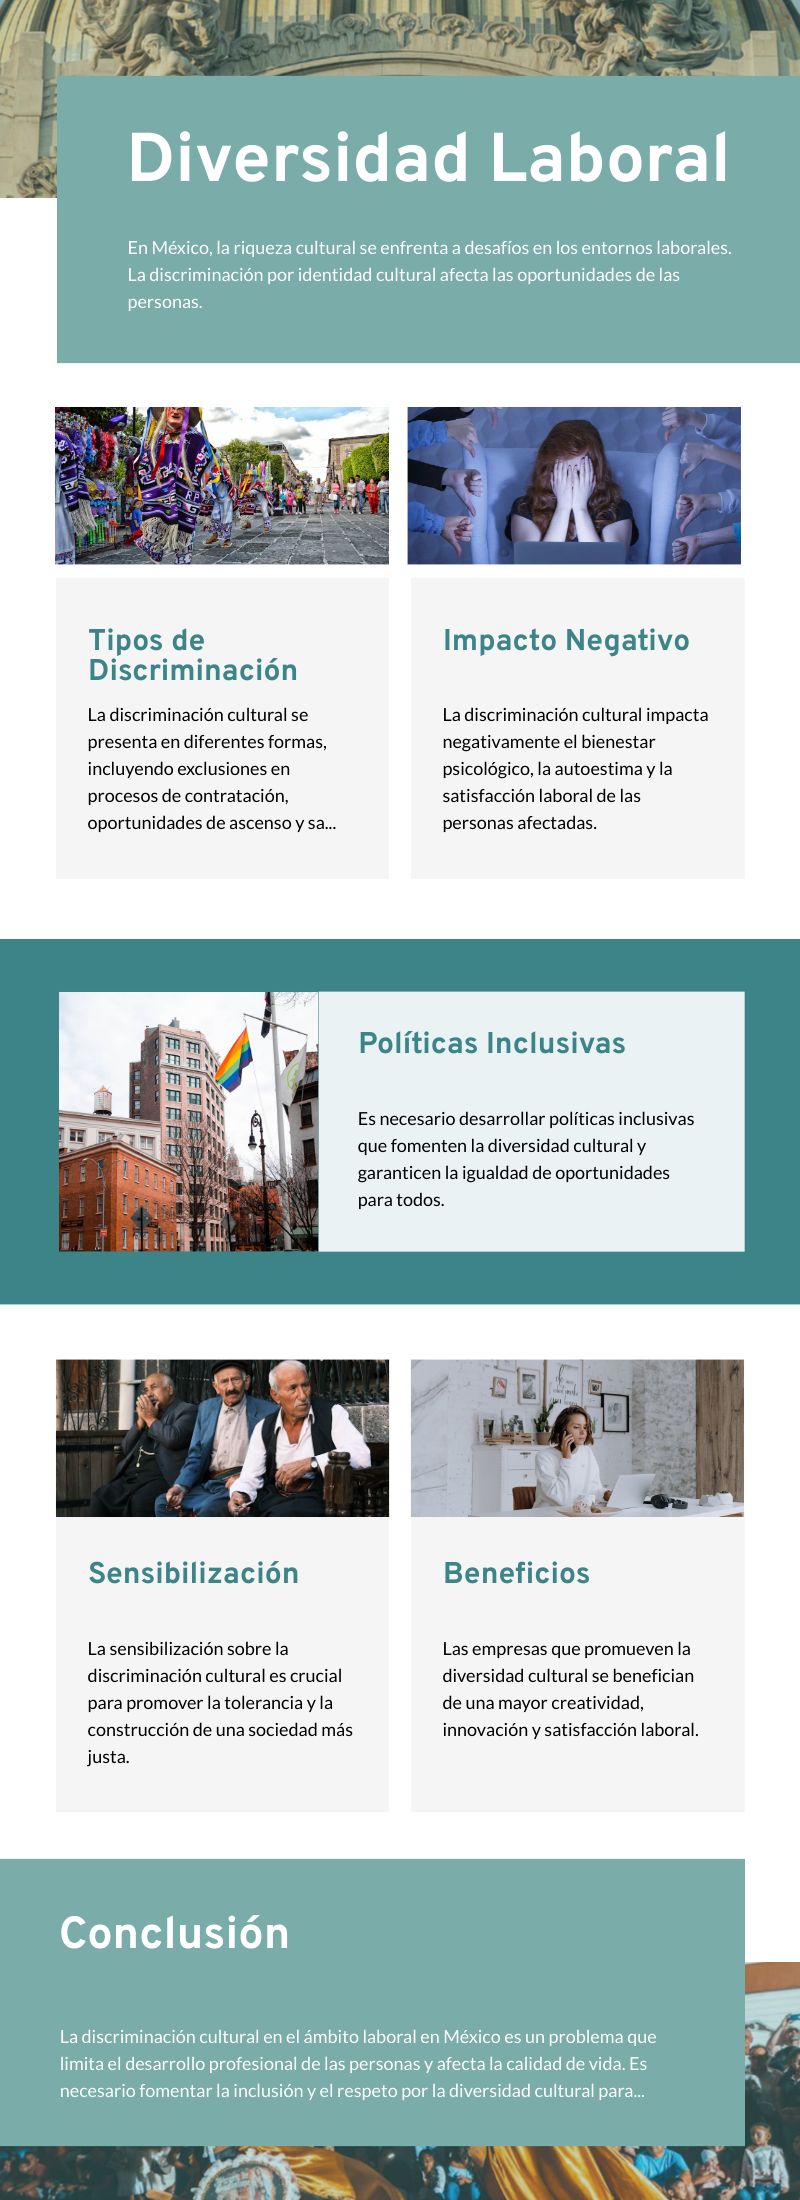 Diversidad Laboral
En México, la riqueza cultural se enfrenta a desafíos en los entornos laborales.
La discriminación por identidad cultural afecta las oportunidades de las
personas.
Tipos de
Discriminación
La discriminación cultural se
presenta en diferentes formas,
incluyendo exclusiones en
procesos de contratación,
oportunidades de ascenso y sa...
Impacto Negativo
La discriminación cultural impacta
negativamente el bienestar
psicológico, la autoestima y la
satisfacción laboral de las
personas afectadas.
Políticas Inclusivas
Es necesario desarrollar políticas inclusivas
que fomenten la diversidad cultural y
garanticen la igualdad de oportunidades
para todos.
Sensibilización
La sensibilización sobre la
discriminación cultural es crucial
para promover la tolerancia y la
construcción de una sociedad más
justa.
Beneficios
Las empresas que promueven la
diversidad cultural se benefician
de una mayor creatividad,
innovación y satisfacción laboral.
Conclusión
La discriminación cultural en el ámbito laboral en México es un problema que
limita el desarrollo profesional de las personas y afecta la calidad de vida. Es
necesario fomentar la inclusión y el respeto por la diversidad cultural para...